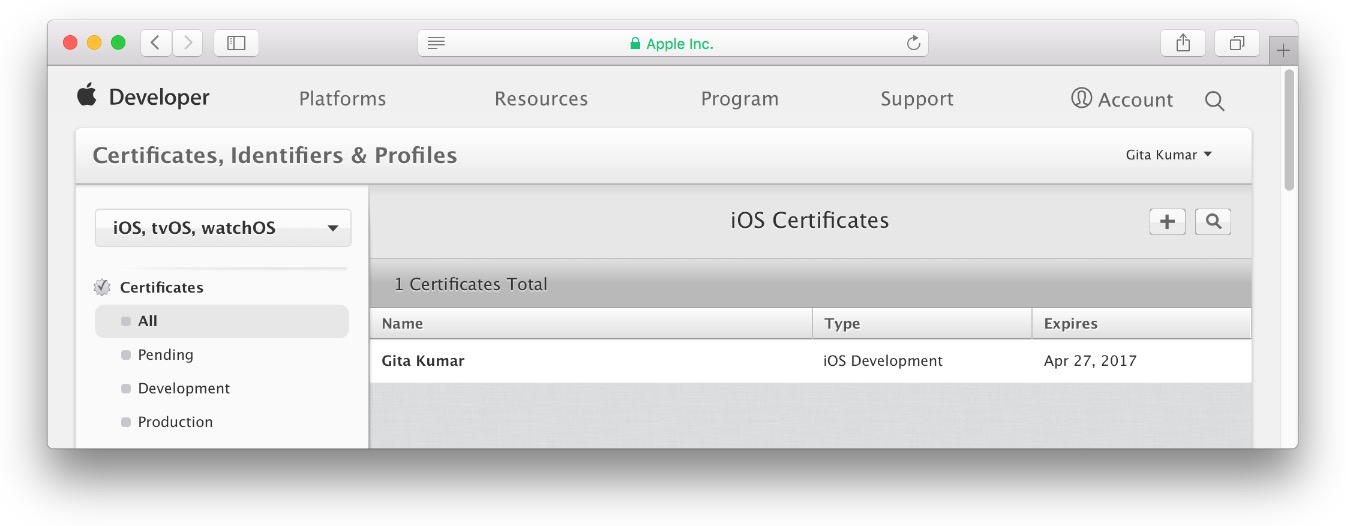 Apple Inc.
Developer Platforms Resources Program Support Account
Certificates, Identifiers & Profiles Gita Kumar
iOS, tvOS, watchOS
iOS Certificates
Certificates
1 Certificates Total
All
Name Type Expires
Pending
Gita Kumar iOS Development Apr 27, 2017
Development
Production